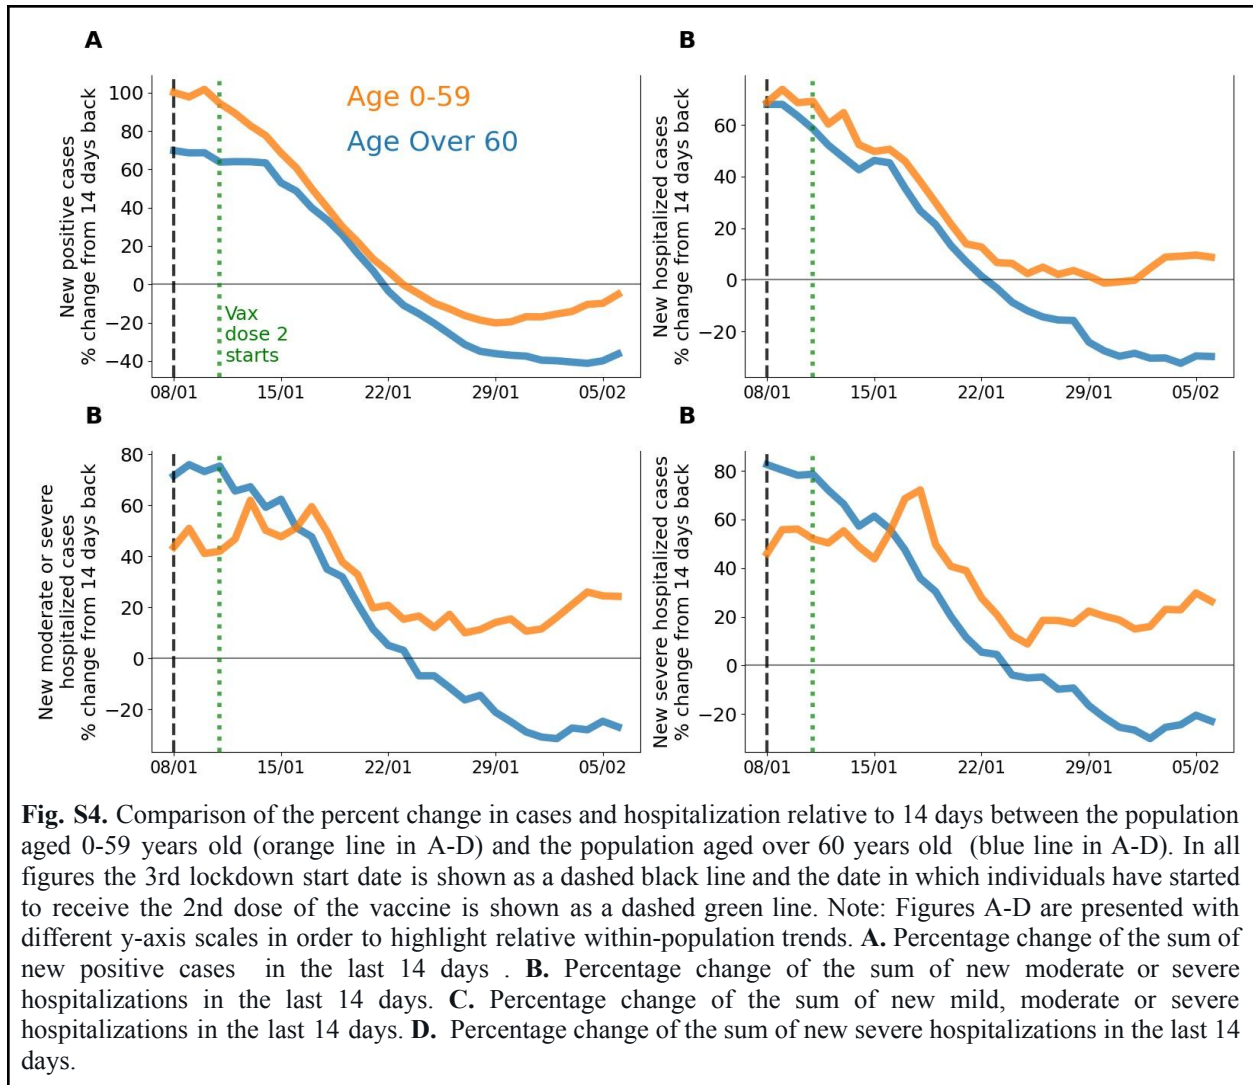 A
New positive cases
% change from 14 days back
100
80
60
40
20
0
−20
−40
Age 0-59
Age Over 60
Vax
dose 2
starts
08/01 15/01 22/01 29/01 05/02
B
New hospitalized cases
% change from 14 days back
60
40
20
0
−20
08/01 15/01 22/01 29/01 05/02
B
New moderate or severe
hospitalized cases
% change from 14 days back
80
60
40
20
0
−20
08/01 15/01 22/01 29/01 05/02
B
New severe hospitalized cases
% change from 14 days back
80
60
40
20
0
−20
08/01 15/01 22/01 29/01 05/02
Fig. S4. Comparison of the percent change in cases and hospitalization relative to 14 days between the population
aged 0-59 years old (orange line in A-D) and the population aged over 60 years old (blue line in A-D). In all
figures the 3rd lockdown start date is shown as a dashed black line and the date in which individuals have started
to receive the 2nd dose of the vaccine is shown as a dashed green line. Note: Figures A-D are presented with
different y-axis scales in order to highlight relative within-population trends. A. Percentage change of the sum of
new positive cases in the last 14 days . B. Percentage change of the sum of new moderate or severe
hospitalizations in the last 14 days. C. Percentage change of the sum of new mild, moderate or severe
hospitalizations in the last 14 days. D. Percentage change of the sum of new severe hospitalizations in the last 14
days.